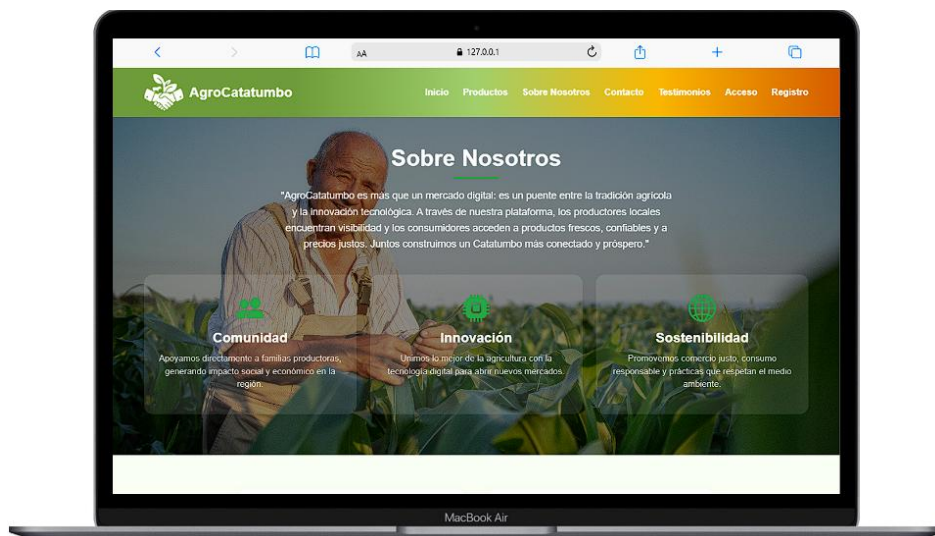 AA 127.0.0.1
AgroCatatumbo Inicio Productos Sobre Nosotros Contacto Testimonios Acceso Registro
Sobre Nosotros
"AgroCatatumbo es más que un mercado digital: es un puente entre la tradición agrícola
y la innovación tecnológica. A través de nuestra plataforma, los productores locales
encuentran visibilidad y los consumidores acceden a productos frescos, confiables y a
precios justos. Juntos construimos un Catatumbo más conectado y próspero."
Comunidad
Apoyamos directamente a familias productoras,
generando impacto social y económico en la
región.
Innovación
Unimos lo mejor de la agricultura con la
tecnología digital para abrir nuevos mercados.
Sostenibilidad
Promovemos comercio justo, consumo
responsable y prácticas que respetan el medio
ambiente.
MacBook Air